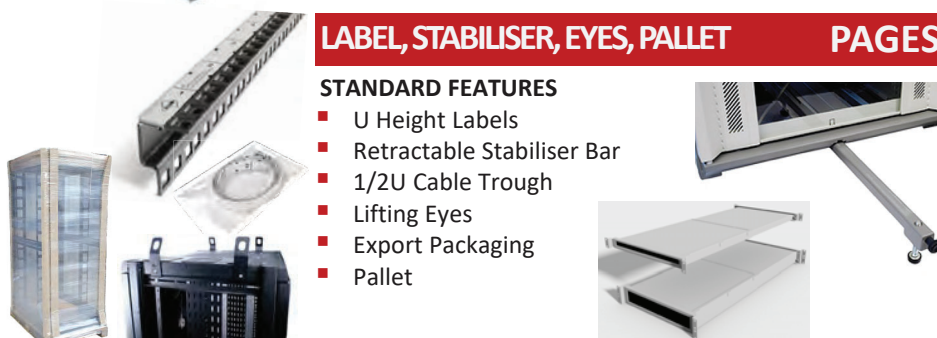 LABEL, STABILISER, EYES, PALLET PAGES
STANDARD FEATURES
U Height Labels
Retractable Stabiliser Bar
1/2U Cable Trough
Lifting Eyes
Export Packaging
Pallet